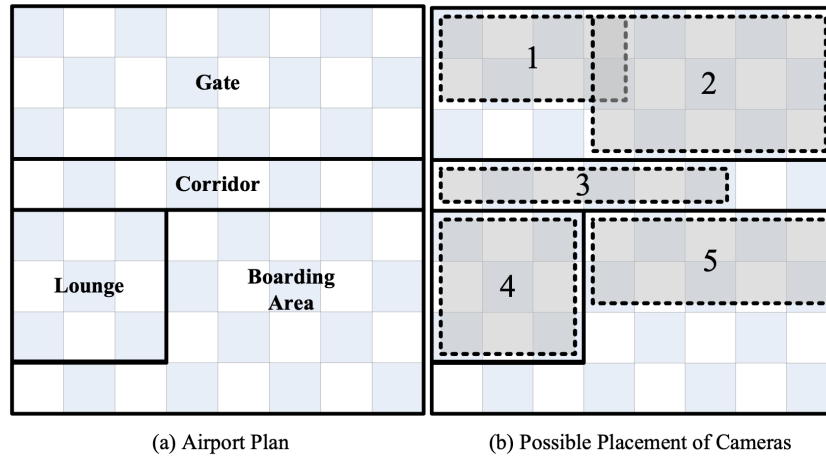 Gate
Corridor
Lounge
Boarding
Area
1
2
3
4
5
(a) Airport Plan
(b) Possible Placement of Cameras